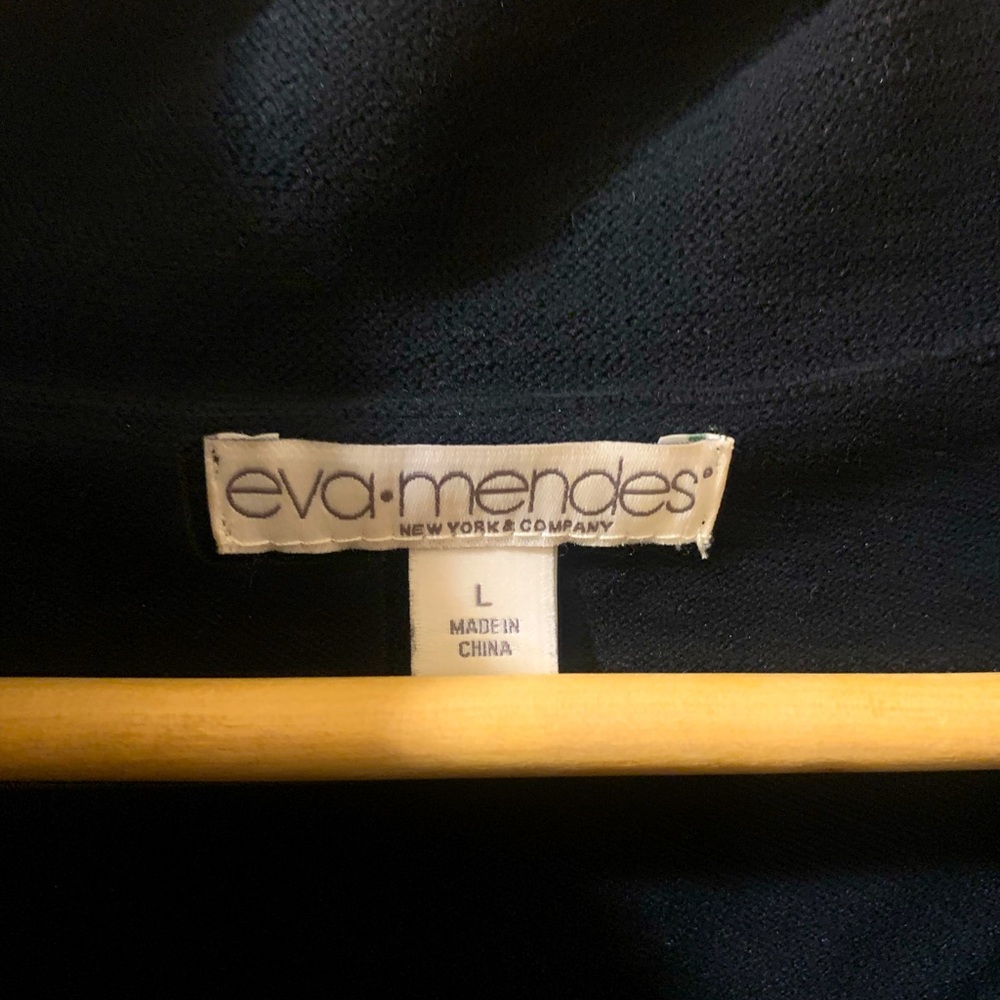 eva·mendes
NEW YORK & COMPANY
L
MADE IN
CHINA